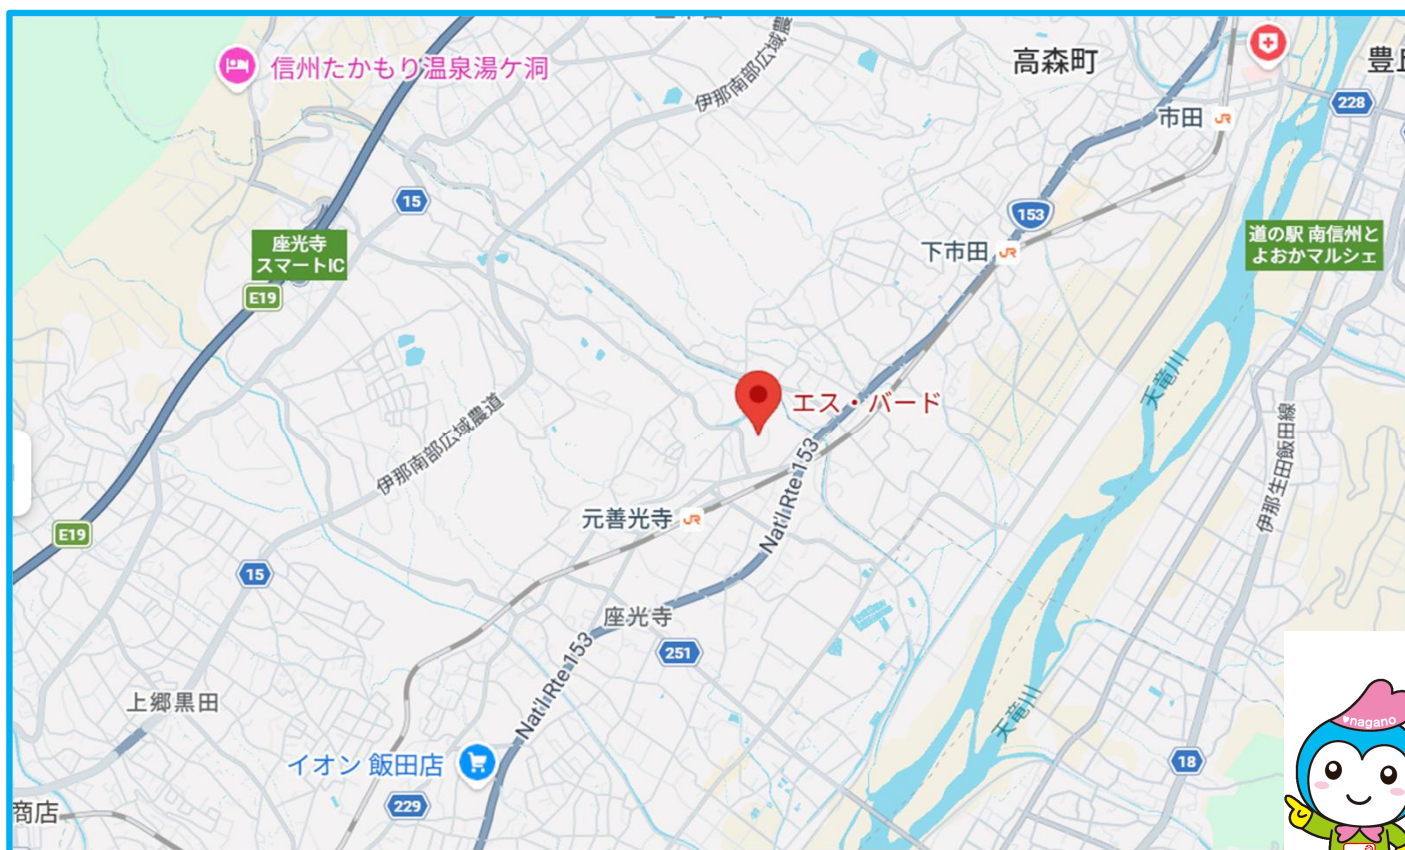 信州たかもり温泉湯ケ洞
伊那南部広域農
高森町
228
市田
15
153
座光寺
スマートIC
E19
下市田
道の駅 南信州と
よおかマルシェ
天竜川
エス・バード
伊那南部広域農道
伊那生田飯田線
Nat'l Rte 153
元善光寺
E19
15
座光寺
251
Nat'l Rte 153
上郷黒田
天竜川
イオン 飯田店
18
229
商店
♥nagano